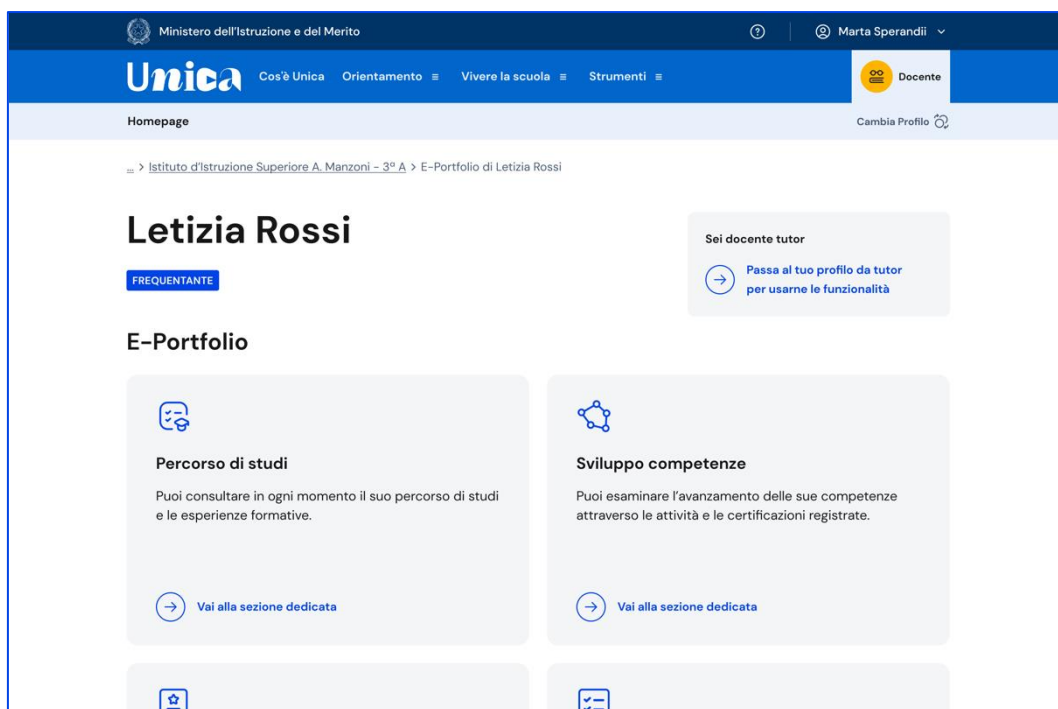 Ministero dell'Istruzione e del Merito
Marta Sperandii
Unica
Cos'è Unica Orientamento Vivere la scuola Strumenti
Docente
Homepage
Cambia Profilo
... > Istituto d'Istruzione Superiore A. Manzoni - 3ª A > E-Portfolio di Letizia Rossi
Letizia Rossi
FREQUENTANTE
Sei docente tutor
Passa al tuo profilo da tutor
per usarne le funzionalità
E-Portfolio
Percorso di studi
Puoi consultare in ogni momento il suo percorso di studi
e le esperienze formative.
Vai alla sezione dedicata
Sviluppo competenze
Puoi esaminare l'avanzamento delle sue competenze
attraverso le attività e le certificazioni registrate.
Vai alla sezione dedicata